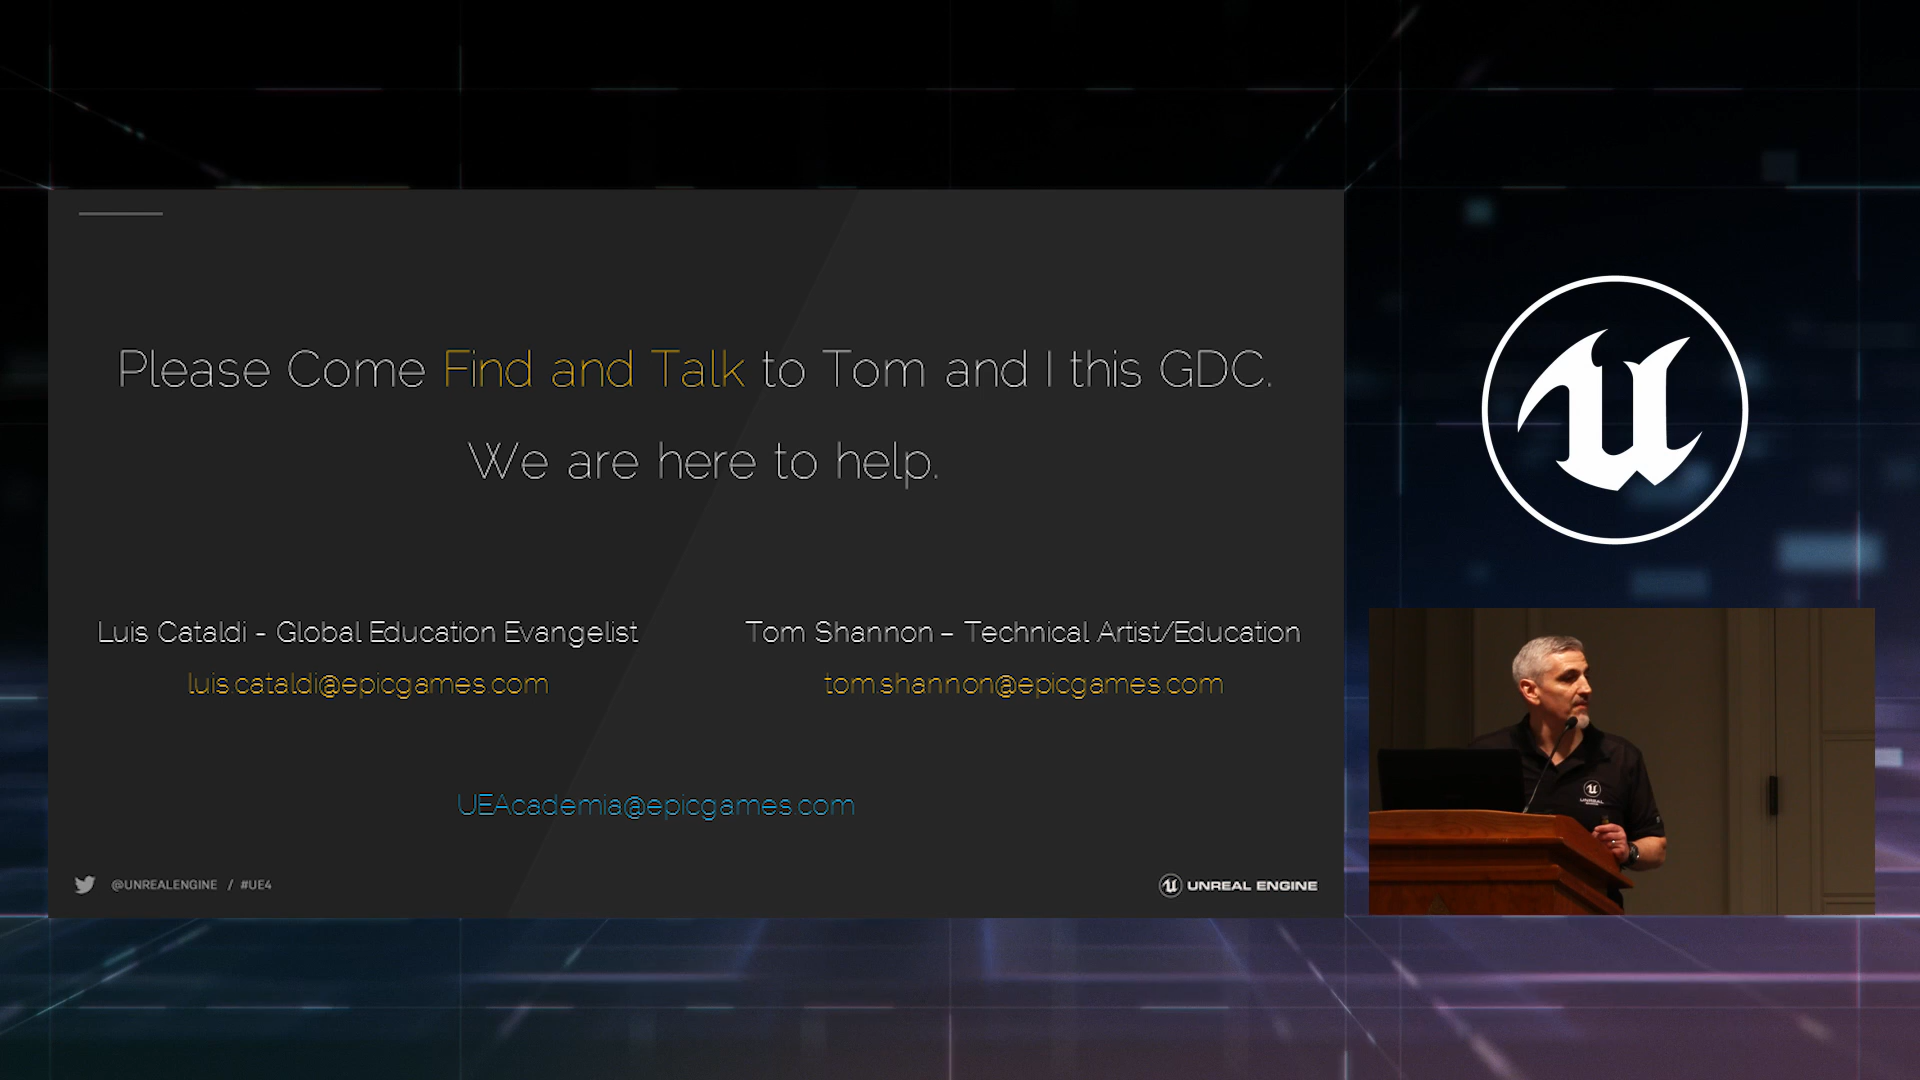 Please Come Find and Talk to Tom and I this GDC.
We are here to help.
Luis Cataldi - Global Education Evangelist
luis.cataldi@epicgames.com
Tom Shannon – Technical Artist/Education
tom.shannon@epicgames.com
UEAcademia@epicgames.com
@UNREALENGINE / #UE4
UNREAL ENGINE
UNREAL